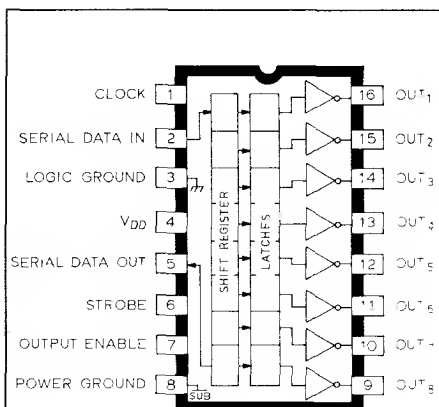 CLOCK 1
SERIAL DATA IN 2
LOGIC GROUND 3
V_DD 4
SERIAL DATA OUT 5
STROBE 6
OUTPUT ENABLE 7
POWER GROUND 8
SUB
SHIFT REGISTER
LATCHES
16 OUT₁
15 OUT₂
14 OUT₃
13 OUT₄
12 OUT₅
11 OUT₆
10 OUT₇
9 OUT₈